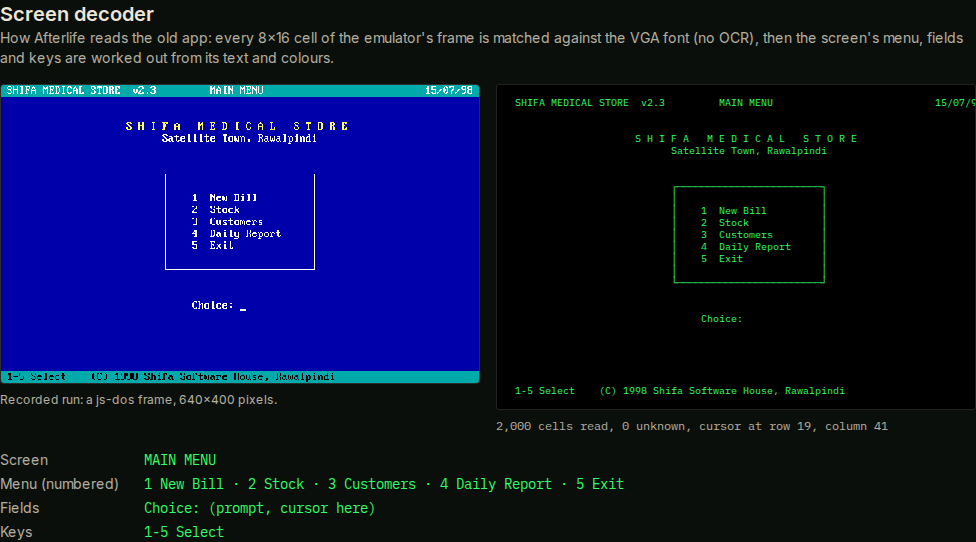 Screen decoder
How Afterlife reads the old app: every 8×16 cell of the emulator's frame is matched against the VGA font (no OCR), then the screen's menu, fields
and keys are worked out from its text and colours.
SHIFA MEDICAL STORE v2.3 MAIN MENU 15/07/98
S H I F A M E D I C A L S T O R E
Satellite Town, Rawalpindi
1 New Bill
2 Stock
3 Customers
4 Daily Report
5 Exit
Choice: _
1-5 Select (C) 1998 Shifa Software House, Rawalpindi
Recorded run: a js-dos frame, 640×400 pixels.
SHIFA MEDICAL STORE v2.3 MAIN MENU 15/07/9
S H I F A M E D I C A L S T O R E
Satellite Town, Rawalpindi
1 New Bill
2 Stock
3 Customers
4 Daily Report
5 Exit
Choice:
1-5 Select (C) 1998 Shifa Software House, Rawalpindi
2,000 cells read, 0 unknown, cursor at row 19, column 41
Screen MAIN MENU
Menu (numbered) 1 New Bill · 2 Stock · 3 Customers · 4 Daily Report · 5 Exit
Fields Choice: (prompt, cursor here)
Keys 1-5 Select